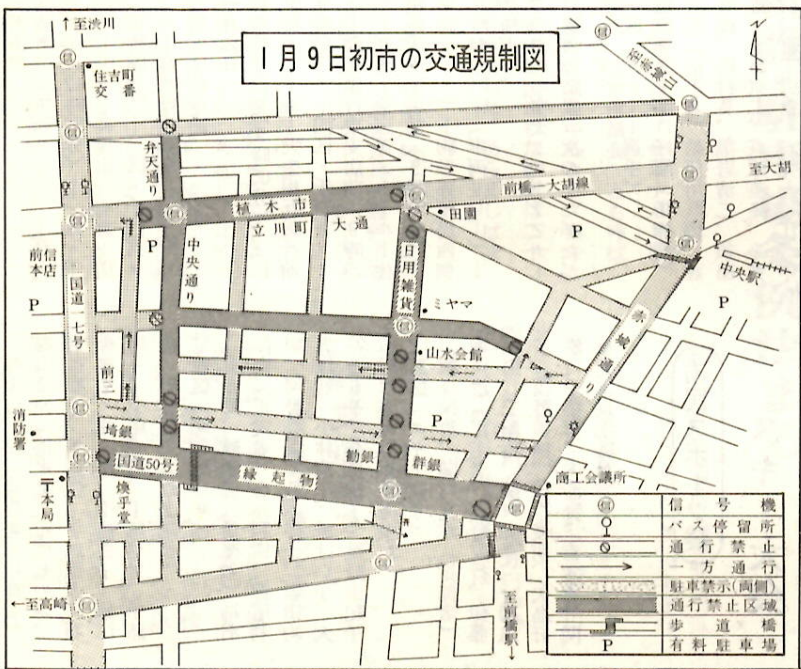 1月9日初市の交通規制図
↑至渋川
住吉町
交番
至赤城山
弁天通り
植木市
立川町
大通
中央通り
前橋―大胡線
至大胡
田園
日用雑貨
ミヤマ
山水会館
中央駅
前信
本店
国道一七号
前三
消防署
埼銀
国道50号
縁起物
勧銀
群銀
商工会議所
〒本局
煥乎堂
←至高崎
至前橋駅↓
P
P
P
P
P
信
信号機
バス停留所
通行禁止
一方通行
駐車禁示(両側)
通行禁止区域
歩道橋
P 有料駐車場